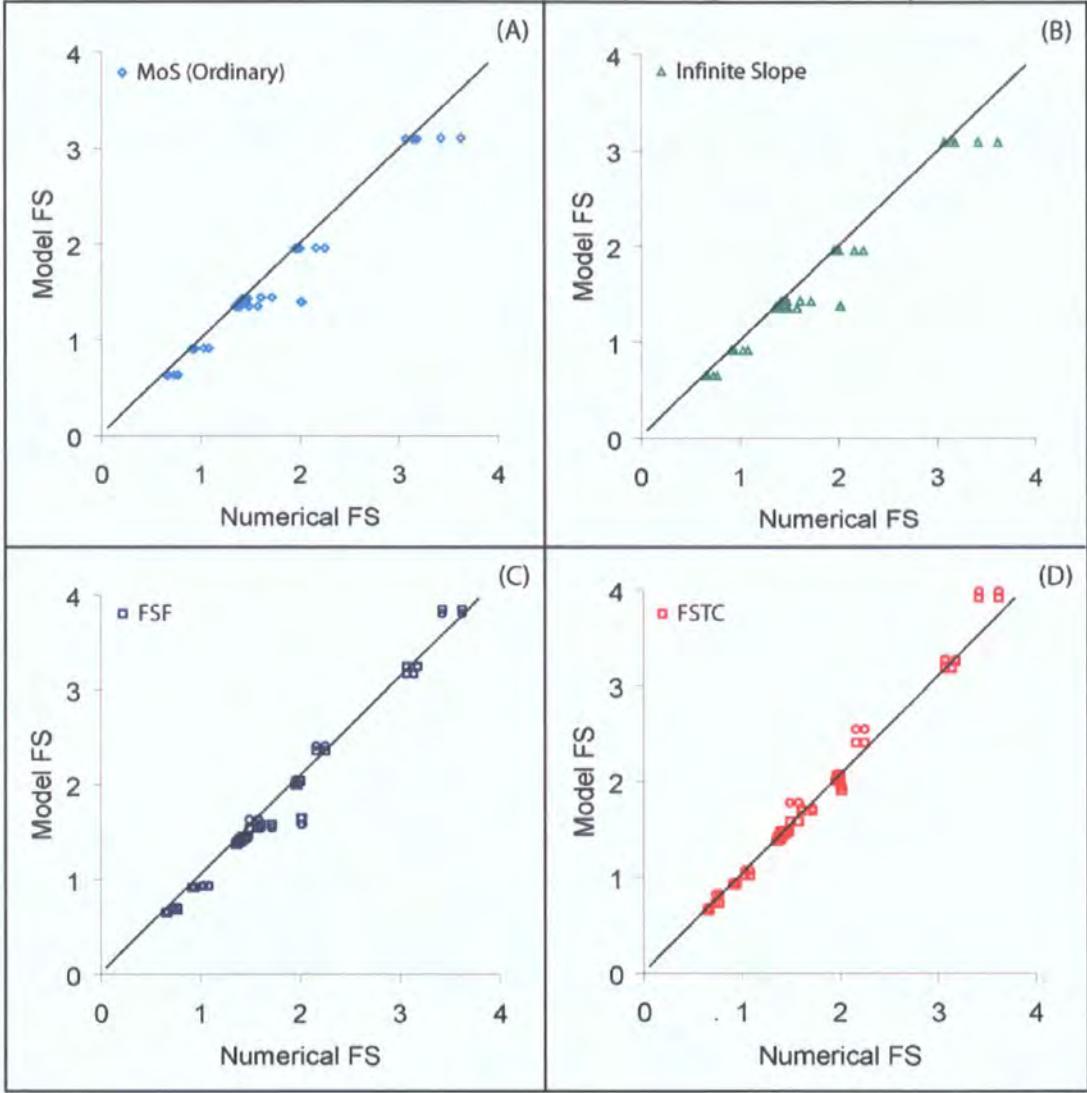 (A)
MoS (Ordinary)
4
3
2
1
0
Model FS
0 1 2 3 4
Numerical FS
(B)
Infinite Slope
4
3
2
1
0
Model FS
0 1 2 3 4
Numerical FS
(C)
FSF
4
3
2
1
0
Model FS
0 1 2 3 4
Numerical FS
(D)
FSTC
4
3
2
1
0
Model FS
0 1 2 3 4
Numerical FS